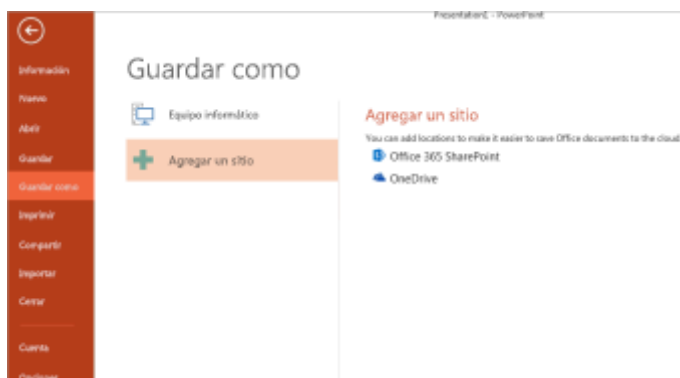 Presentation1 - PowerPoint
Información
Nuevo
Abrir
Guardar
Guardar como
Imprimir
Compartir
Importar
Cerrar
Cuenta
Opciones
Guardar como
Equipo informático
Agregar un sitio
Agregar un sitio
You can add locations to make it easier to save Office documents to the cloud
Office 365 SharePoint
OneDrive